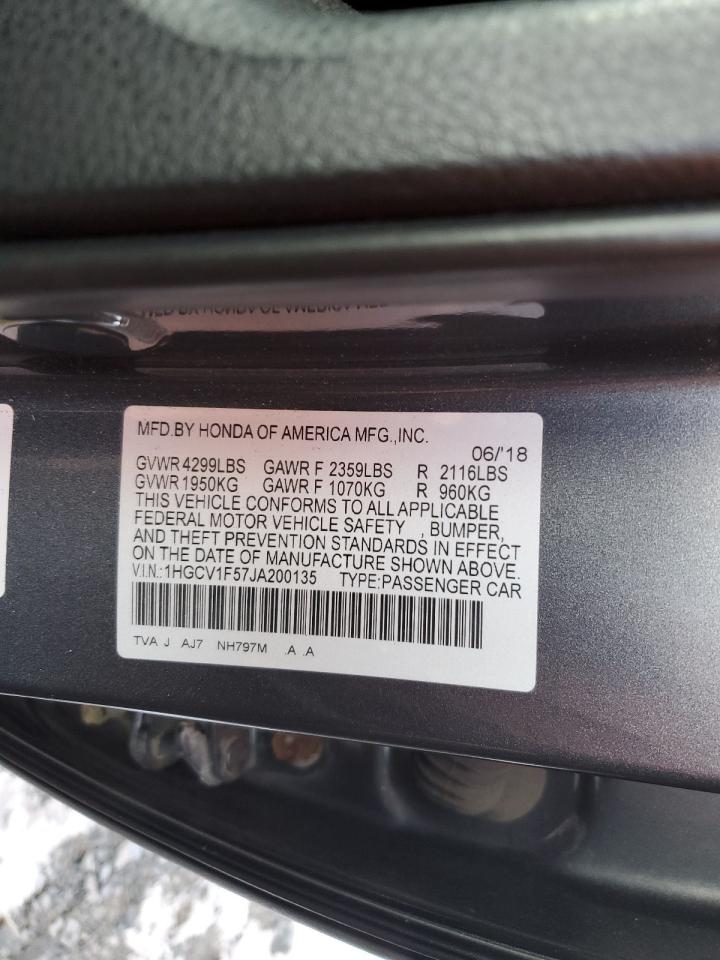 MFD.BY HONDA OF AMERICA MFG.,INC.
06/'18
GVWR 4299LBS GAWR F 2359LBS R 2116LBS
GVWR 1950KG GAWR F 1070KG R 960KG
THIS VEHICLE CONFORMS TO ALL APPLICABLE
FEDERAL MOTOR VEHICLE SAFETY , BUMPER,
AND THEFT PREVENTION STANDARDS IN EFFECT
ON THE DATE OF MANUFACTURE SHOWN ABOVE.
V.I.N.:1HGCV1F57JA200135 TYPE:PASSENGER CAR
TVA J AJ7 NH797M .A .A